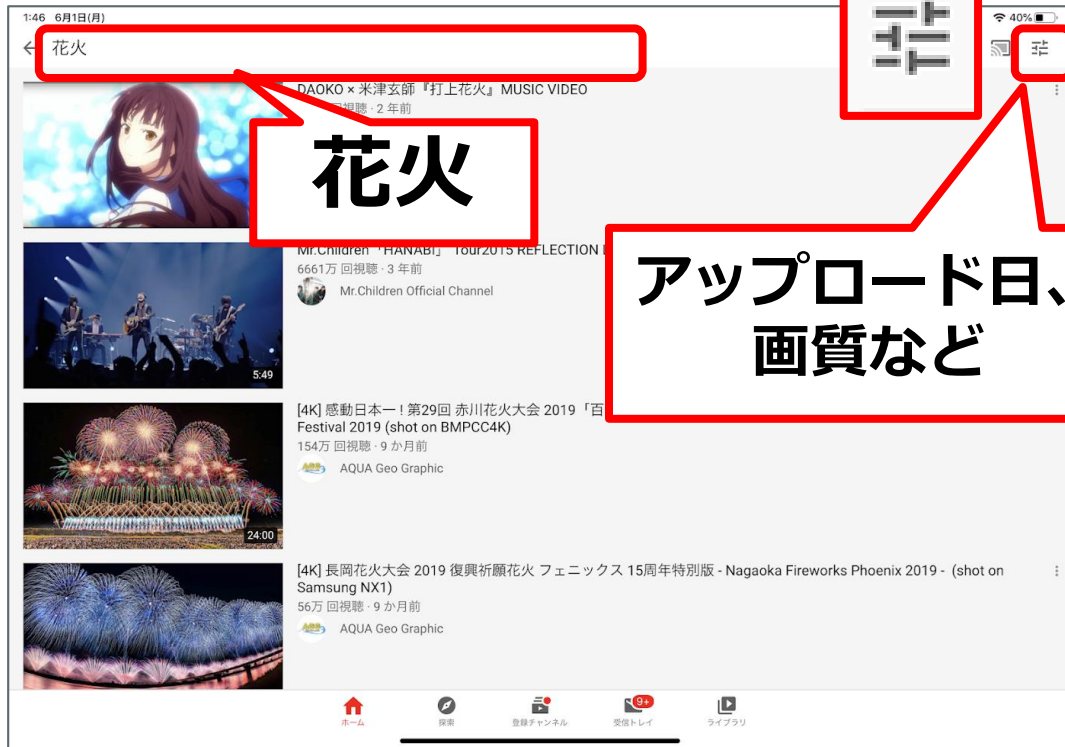 1:46 6月1日(月)
40%
花火
DAOKO × 米津玄師『打上花火』MUSIC VIDEO
回視聴・2 年前
花火
Mr.Children 「HANABI」 Tour2015 REFLECTION
6661万 回視聴・3 年前
Mr.Children Official Channel
5:49
アップロード日、
画質など
[4K] 感動日本一 ! 第29回 赤川花火大会 2019「百
Festival 2019 (shot on BMPCC4K)
154万 回視聴・9 か月前
AQUA Geo Graphic
24:00
[4K] 長岡花火大会 2019 復興祈願花火 フェニックス 15周年特別版 - Nagaoka Fireworks Phoenix 2019 - (shot on
Samsung NX1)
56万 回視聴・9 か月前
AQUA Geo Graphic
9+
ホーム 探索 登録チャンネル 受信トレイ ライブラリ